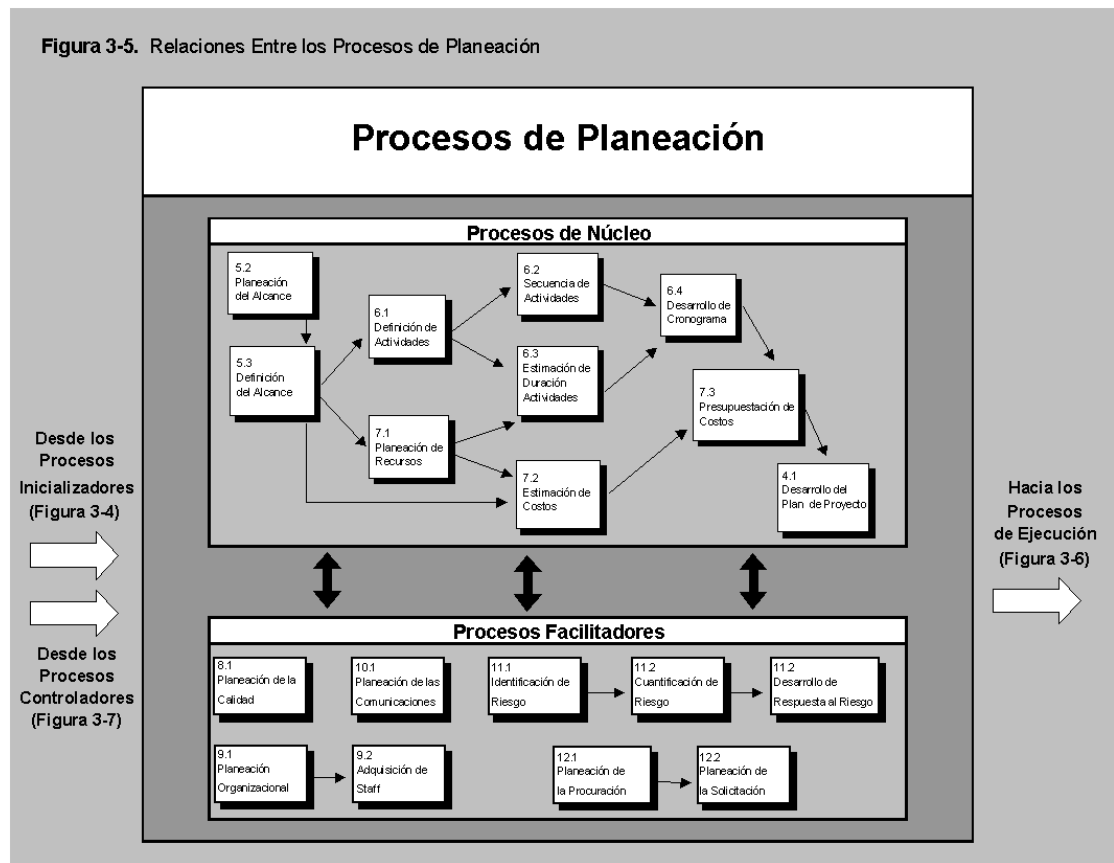 Figura 3-5. Relaciones Entre los Procesos de Planeación
Procesos de Planeación
Procesos de Núcleo
5.2
Planeación
del Alcance
5.3
Definición
del Alcance
6.1
Definición de
Actividades
7.1
Planeación de
Recursos
6.2
Secuencia de
Actividades
6.3
Estimación de
Duración
Actividades
7.2
Estimación de
Costos
6.4
Desarrollo de
Cronograma
7.3
Presupuestación de
Costos
4.1
Desarrollo del
Plan de Proyecto
Desde los
Procesos
Inicializadores
(Figura 3-4)
Desde los
Procesos
Controladores
(Figura 3-7)
Hacia los
Procesos
de Ejecución
(Figura 3-6)
Procesos Facilitadores
8.1
Planeación de la
Calidad
10.1
Planeación de las
Comunicaciones
11.1
Identificación de
Riesgo
11.2
Cuantificación de
Riesgo
11.2
Desarrollo de
Respuesta al Riesgo
9.1
Planeación
Organizacional
9.2
Adquisición de
Staff
12.1
Planeación de
la Procuración
12.2
Planeación de
la Solicitación